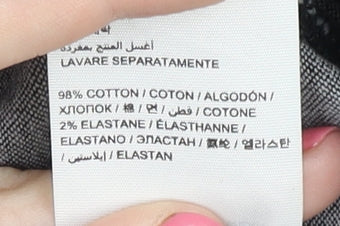 اغسل المنتج بمفرده
LAVARE SEPARATAMENTE
98% COTTON / COTON / ALGODÓN /
ХЛОПОК / 棉 / 면 / قطن / COTONE
2% ELASTANE / ÉLASTHANNE /
ELASTANO / ЭЛАСТАН / 氨纶 / 엘라스탄
/ إيلاستين / ELASTAN